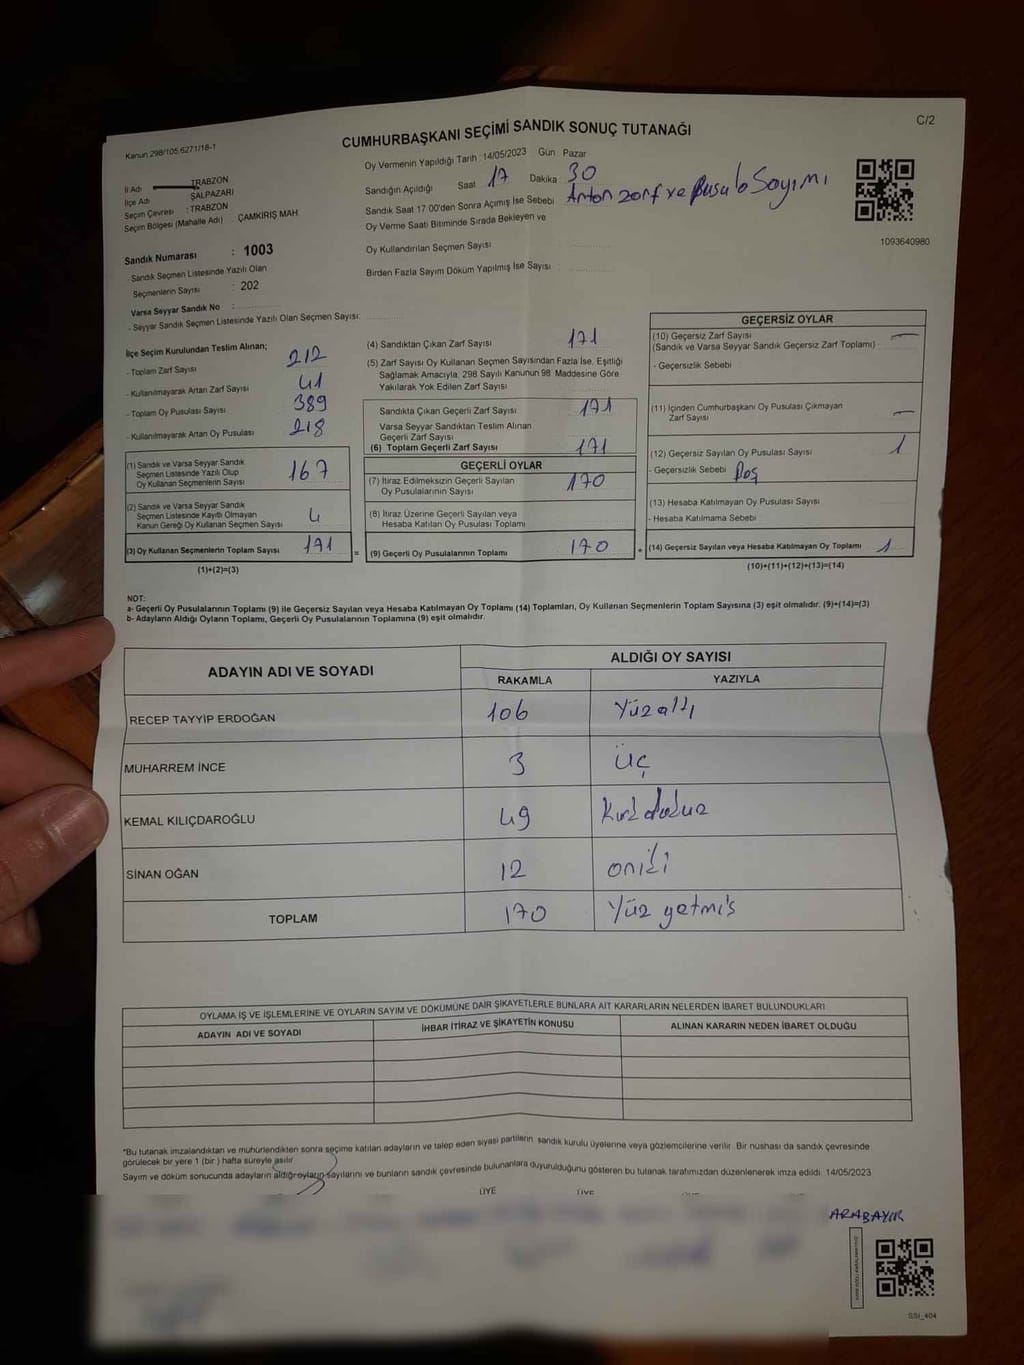 C/2
CUMHURBAŞKANI SEÇİMİ SANDIK SONUÇ TUTANAĞI
Kanun:298/105;6271/18-1
İl Adı TRABZON
İlçe Adı ŞALPAZARI
Seçim Çevresi : TRABZON
Seçim Bölgesi (Mahalle Adı) : ÇAMKİRİŞ MAH
Sandık Numarası : 1003
- Sandık Seçmen Listesinde Yazılı Olan
Seçmenlerin Sayısı : 202
Varsa Seyyar Sandık No :
- Seyyar Sandık Seçmen Listesinde Yazılı Olan Seçmen Sayısı:
Oy Vermenin Yapıldığı Tarih : 14/05/2023 Gün Pazar
Sandığın Açıldığı Saat 17 Dakika 30
Sandık Saat 17:00'den Sonra Açımış İse Sebebi Artan zarf ve Pusula Sayımı
Oy Verme Saati Bitiminde Sırada Bekleyen ve
Oy Kullandırılan Seçmen Sayısı
Birden Fazla Sayım Döküm Yapılmış İse Sayısı :
1093640980
İlçe Seçim Kurulundan Teslim Alınan;
- Toplam Zarf Sayısı 212
- Kullanılmayarak Artan Zarf Sayısı 41
- Toplam Oy Pusulası Sayısı 389
- Kullanılmayarak Artan Oy Pusulası 218
(1) Sandık ve Varsa Seyyar Sandık
Seçmen Listesinde Yazılı Olup
Oy Kullanan Seçmenlerin Sayısı 167
(2) Sandık ve Varsa Seyyar Sandık
Seçmen Listesinde Kayıtlı Olmayan
Kanun Gereği Oy Kullanan Seçmen Sayısı 4
(3) Oy Kullanan Seçmenlerin Toplam Sayısı 171 =
(1)+(2)=(3)
(4) Sandıktan Çıkan Zarf Sayısı 171
(5) Zarf Sayısı Oy Kullanan Seçmen Sayısından Fazla İse, Eşitliği
Sağlamak Amacıyla; 298 Sayılı Kanunun 98. Maddesine Göre
Yakılarak Yok Edilen Zarf Sayısı
Sandıkta Çıkan Geçerli Zarf Sayısı 171
Varsa Seyyar Sandıktan Teslim Alınan
Geçerli Zarf Sayısı
(6) Toplam Geçerli Zarf Sayısı 171
GEÇERLİ OYLAR
(7) İtiraz Edilmeksizin Geçerli Sayılan
Oy Pusulalarının Sayısı 170
(8) İtiraz Üzerine Geçerli Sayılan veya
Hesaba Katılan Oy Pusulası Toplamı
(9) Geçerli Oy Pusulalarının Toplamı 170 +
GEÇERSİZ OYLAR
(10) Geçersiz Zarf Sayısı —
(Sandık ve Varsa Seyyar Sandık Geçersiz Zarf Toplamı)
- Geçersizlik Sebebi :
(11) İçinden Cumhurbaşkanı Oy Pusulası Çıkmayan
Zarf Sayısı —
(12) Geçersiz Sayılan Oy Pusulası Sayısı 1
- Geçersizlik Sebebi Boş
(13) Hesaba Katılmayan Oy Pusulası Sayısı
- Hesaba Katılmama Sebebi
(14) Geçersiz Sayılan veya Hesaba Katılmayan Oy Toplamı 1
(10)+(11)+(12)+(13)=(14)
NOT:
a- Geçerli Oy Pusulalarının Toplamı (9) ile Geçersiz Sayılan veya Hesaba Katılmayan Oy Toplamı (14) Toplamları, Oy Kullanan Seçmenlerin Toplam Sayısına (3) eşit olmalıdır. (9)+(14)=(3)
b- Adayların Aldığı Oyların Toplamı, Geçerli Oy Pusulalarının Toplamına (9) eşit olmalıdır.
ADAYIN ADI VE SOYADI ALDIĞI OY SAYISI
RAKAMLA YAZIYLA
RECEP TAYYİP ERDOĞAN 106 Yüzaltı
MUHARREM İNCE 3 üç
KEMAL KILIÇDAROĞLU 49 Kırkdokuz
SİNAN OĞAN 12 oniki
TOPLAM 170 Yüz yetmiş
OYLAMA İŞ VE İŞLEMLERİNE VE OYLARIN SAYIM VE DÖKÜMÜNE DAİR ŞİKAYETLERLE BUNLARA AİT KARARLARIN NELERDEN İBARET BULUNDUKLARI
ADAYIN ADI VE SOYADI İHBAR İTİRAZ VE ŞİKAYETİN KONUSU ALINAN KARARIN NEDEN İBARET OLDUĞU
*Bu tutanak imzalandıktan ve mühürlendikten sonra seçime katılan adayların ve talep eden siyasi partilerin sandık kurulu üyelerine veya gözlemcilerine verilir. Bir nüshası da sandık çevresinde
görülecek bir yere 1 (bir) hafta süreyle asılır.
Sayım ve döküm sonucunda adayların aldığı oyların sayılarını ve bunların sandık çevresinde bulunanlara duyurulduğunu gösteren bu tutanak tarafımızdan düzenlenerek imza edildi. 14/05/2023
ÜYE ÜYE
ARABAYIR
SSİ_404